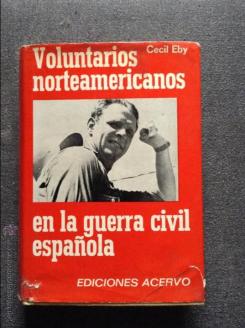 Cecil Eby
Voluntarios
norteamericanos
en la guerra civil
española
EDICIONES ACERVO